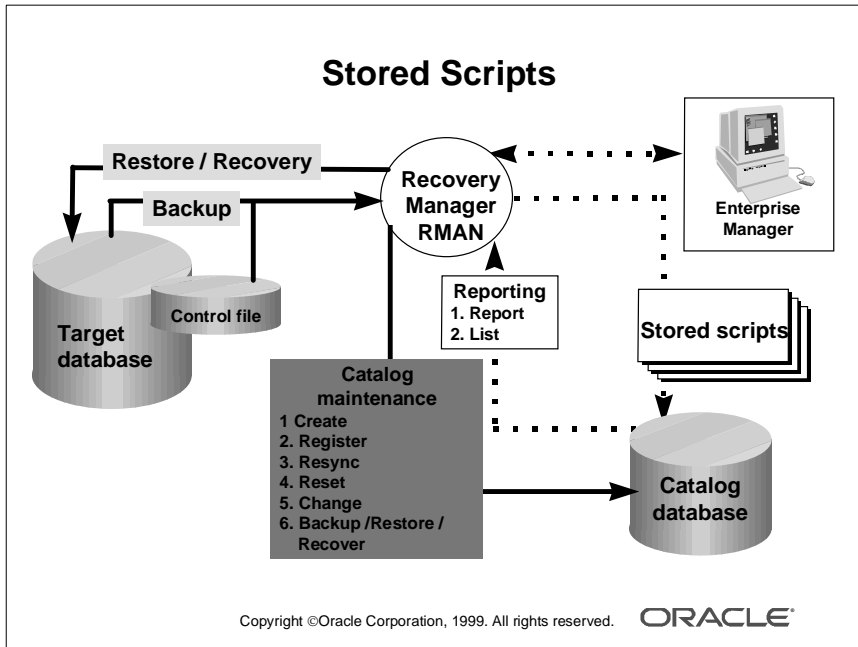 Stored Scripts
Restore / Recovery
Backup
Recovery
Manager
RMAN
Enterprise
Manager
Target
database
Control file
Reporting
1. Report
2. List
Stored scripts
Catalog
maintenance
1 Create
2. Register
3. Resync
4. Reset
5. Change
6. Backup /Restore /
Recover
Catalog
database
Copyright ©Oracle Corporation, 1999. All rights reserved.
ORACLE®